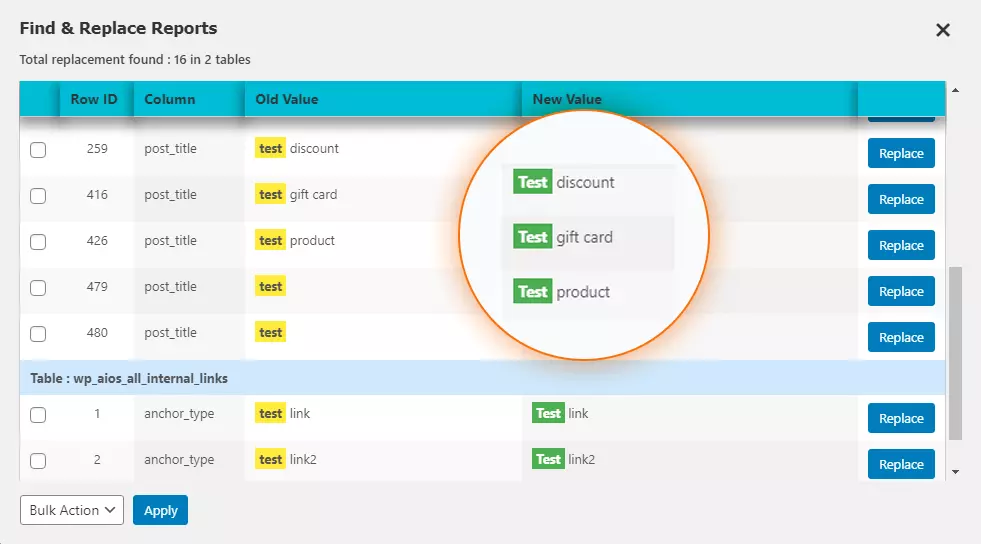 Find & Replace Reports
Total replacement found : 16 in 2 tables
Row ID Column Old Value New Value
259 post_title test discount Test discount Replace
416 post_title test gift card Test gift card Replace
426 post_title test product Test product Replace
479 post_title test Replace
480 post_title test Replace
Table : wp_aios_all_internal_links
1 anchor_type test link Test link Replace
2 anchor_type test link2 Test link2 Replace
Bulk Action Apply